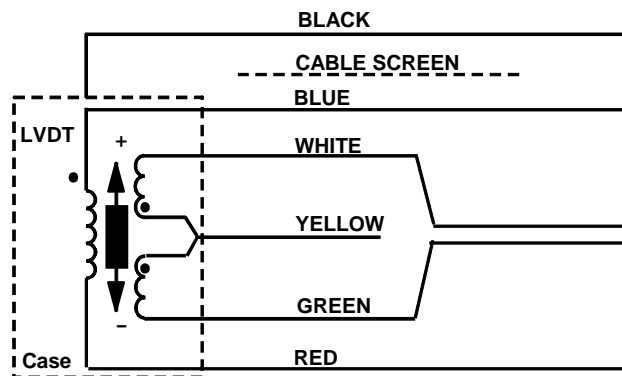 BLACK
CABLE SCREEN
BLUE
LVDT
+
WHITE
YELLOW
GREEN
–
Case
RED